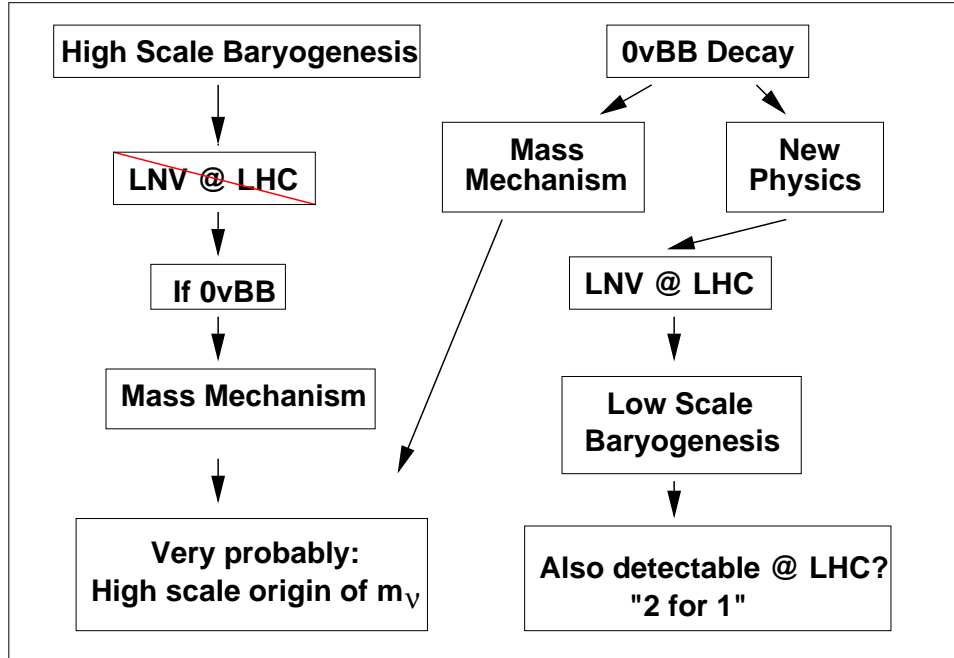 High Scale Baryogenesis
LNV @ LHC
If 0vBB
Mass Mechanism
Very probably:
High scale origin of mν
0vBB Decay
Mass
Mechanism
New
Physics
LNV @ LHC
Low Scale
Baryogenesis
Also detectable @ LHC?
"2 for 1"